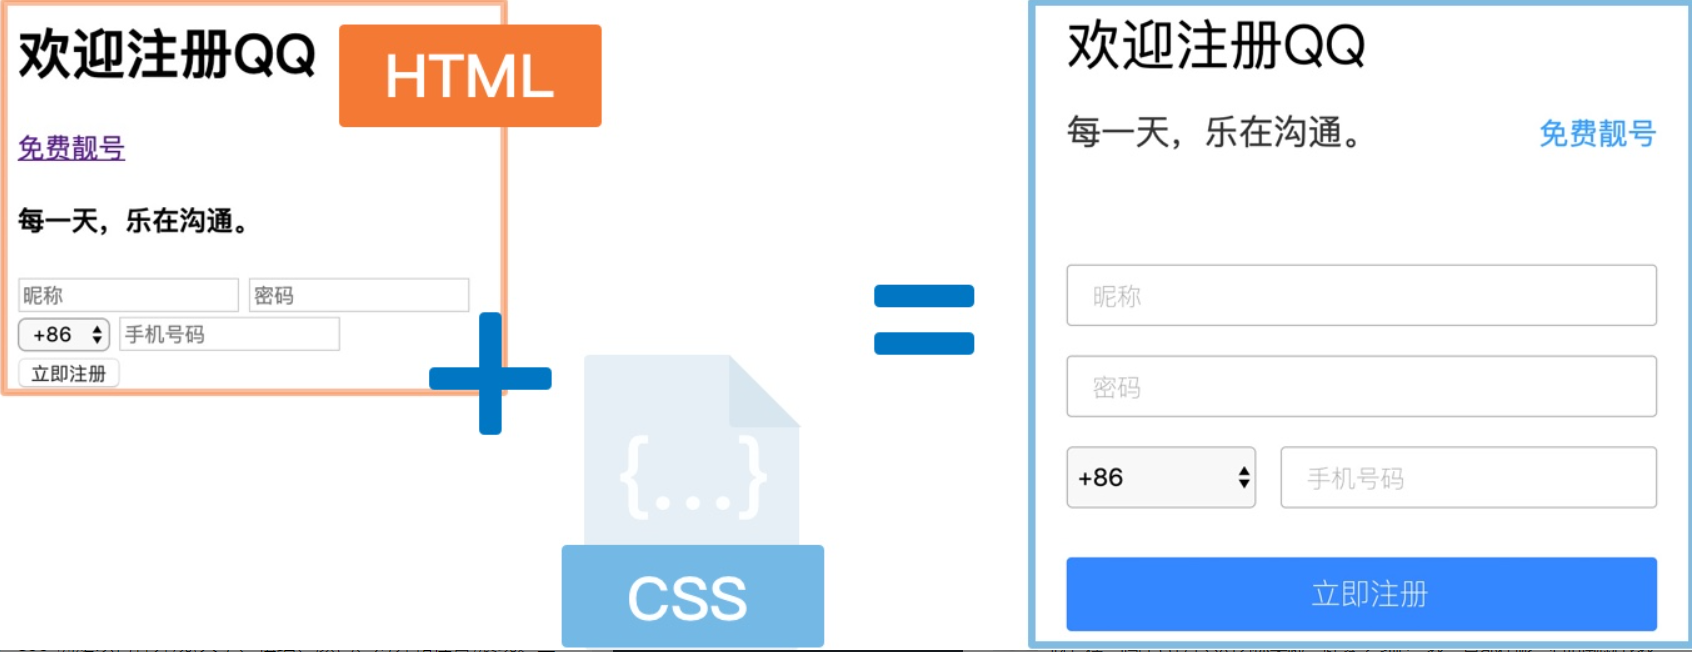 欢迎注册QQ
HTML
免费靓号
每一天，乐在沟通。
昵称 密码
+86 手机号码
立即注册
{...}
CSS
欢迎注册QQ
每一天，乐在沟通。 免费靓号
昵称
密码
+86 手机号码
立即注册